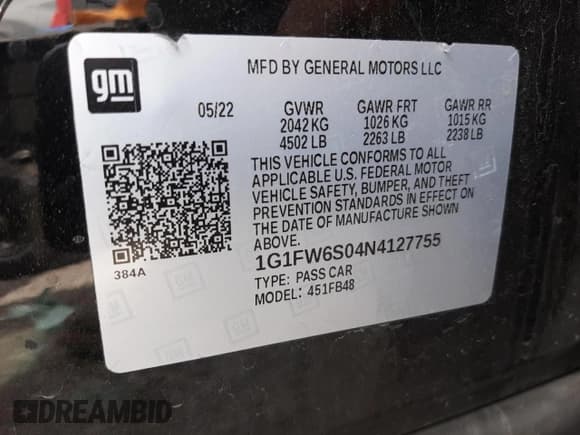 gm
MFD BY GENERAL MOTORS LLC
05/22 GVWR GAWR FRT GAWR RR
2042 KG 1026 KG 1015 KG
4502 LB 2263 LB 2238 LB
THIS VEHICLE CONFORMS TO ALL
APPLICABLE U.S. FEDERAL MOTOR
VEHICLE SAFETY, BUMPER, AND THEFT
PREVENTION STANDARDS IN EFFECT ON
THE DATE OF MANUFACTURE SHOWN
ABOVE.
384A
1G1FW6S04N4127755
TYPE: PASS CAR
MODEL: 451FB48
DREAMBID